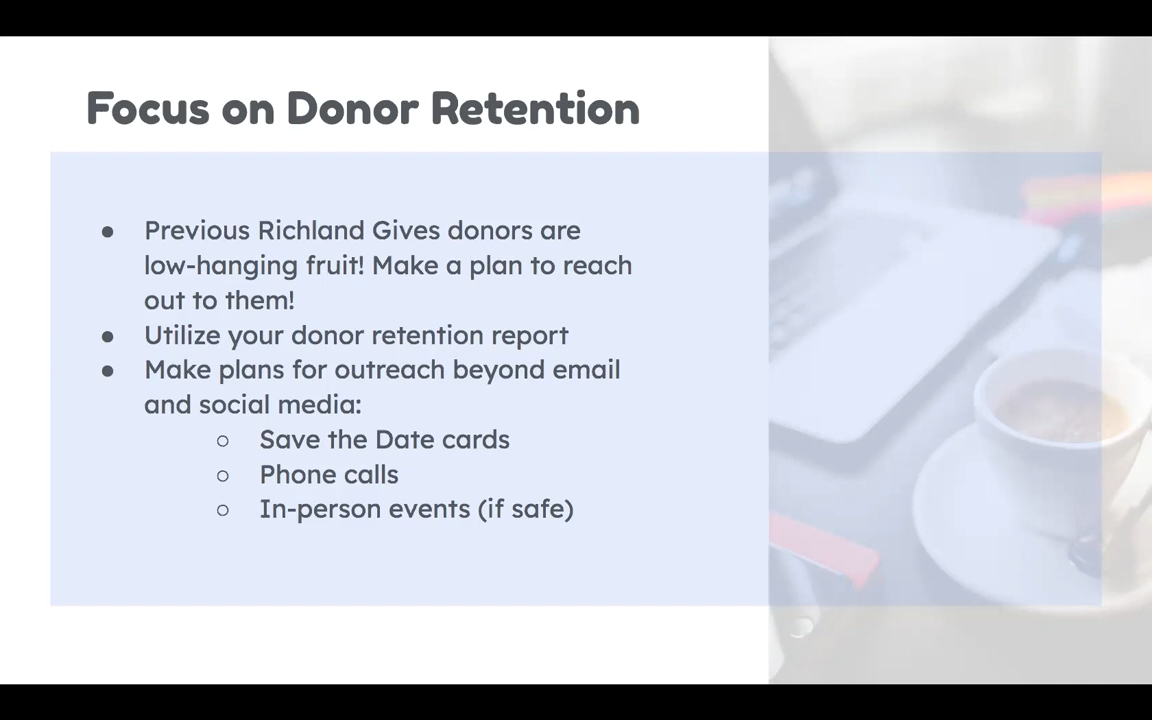 Focus on Donor Retention
● Previous Richland Gives donors are
low-hanging fruit! Make a plan to reach
out to them!
● Utilize your donor retention report
● Make plans for outreach beyond email
and social media:
○ Save the Date cards
○ Phone calls
○ In-person events (if safe)